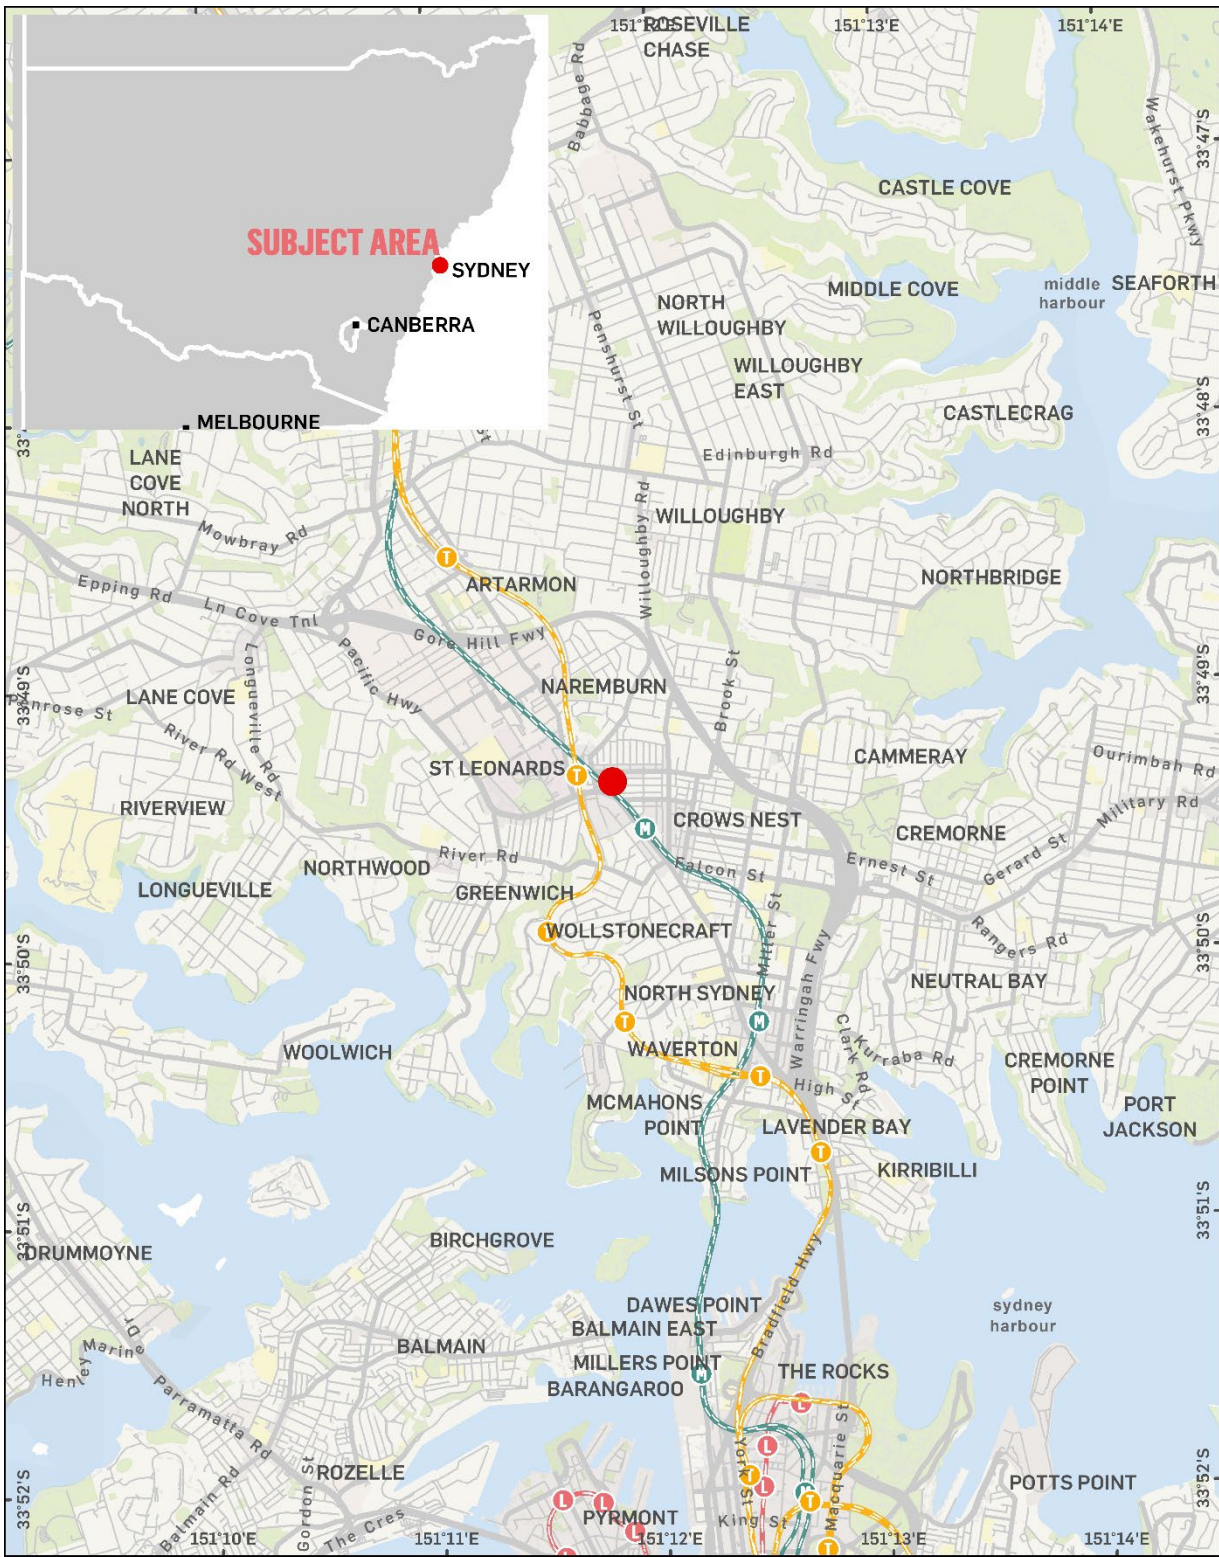 151°12'E
151°13'E
151°14'E
ROSEVILLE
CHASE
Babbage Rd
Wakehurst Pkwy
33°47'S
CASTLE COVE
SUBJECT AREA
SYDNEY
CANBERRA
MELBOURNE
MIDDLE COVE
middle
harbour
SEAFORTH
NORTH
WILLOUGHBY
Penshurst St
WILLOUGHBY
EAST
33°48'S
CASTLECRAG
33°
LANE
COVE
NORTH
Edinburgh Rd
Mowbray Rd
Willoughby Rd
WILLOUGHBY
T
ARTARMON
NORTHBRIDGE
Epping Rd
Ln Cove Tnl
Gore Hill Fwy
Pacific Hwy
Longueville Rd
33°49'S
33°49'S
LANE COVE
NAREMBURN
Brook St
Penrose St
River Rd West
ST LEONARDS
T
CAMMERAY
Ourimbah Rd
Military Rd
RIVERVIEW
M
CROWS NEST
CREMORNE
Gerard St
Ernest St
Falcon St
River Rd
NORTHWOOD
LONGUEVILLE
GREENWICH
T
WOLLSTONECRAFT
Miller St
Rangers Rd
33°50'S
33°50'S
Warringah Fwy
NEUTRAL BAY
NORTH SYDNEY
T
M
WOOLWICH
WAVERTON
Clark Rd
Kurraba Rd
CREMORNE
POINT
T
High St
MCMAHONS
POINT
PORT
JACKSON
LAVENDER BAY
T
MILSONS POINT
KIRRIBILLI
33°51'S
33°51'S
DRUMMOYNE
BIRCHGROVE
Bradfield Hwy
DAWES POINT
BALMAIN EAST
sydney
harbour
BALMAIN
Henley Marine Dr
MILLERS POINT
M
BARANGAROO
THE ROCKS
L
Parramatta Rd
York St
L
Macquarie St
ROZELLE
T
L
M
T
33°52'S
33°52'S
POTTS POINT
Balmain Rd
Gordon St
The Cres
L
L
PYRMONT
L
King St
L
T
151°10'E
151°11'E
151°12'E
151°13'E
151°14'E